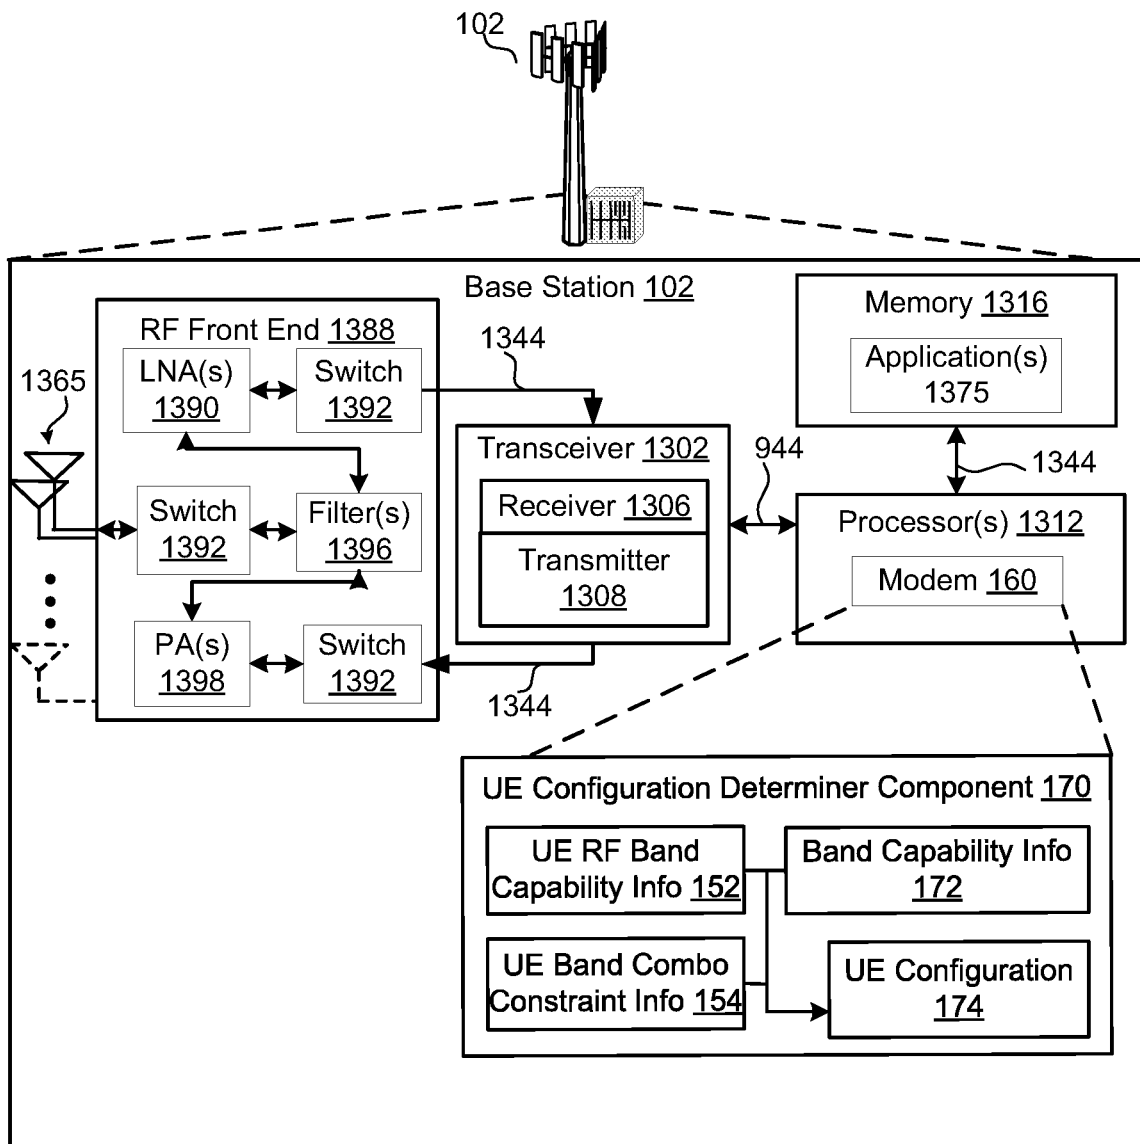 102
Base Station 102
RF Front End 1388
LNA(s)
1390
Switch
1392
1344
1365
Switch
1392
Filter(s)
1396
PA(s)
1398
Switch
1392
1344
Transceiver 1302
Receiver 1306
Transmitter
1308
944
Memory 1316
Application(s)
1375
1344
Processor(s) 1312
Modem 160
UE Configuration Determiner Component 170
UE RF Band
Capability Info 152
Band Capability Info
172
UE Band Combo
Constraint Info 154
UE Configuration
174